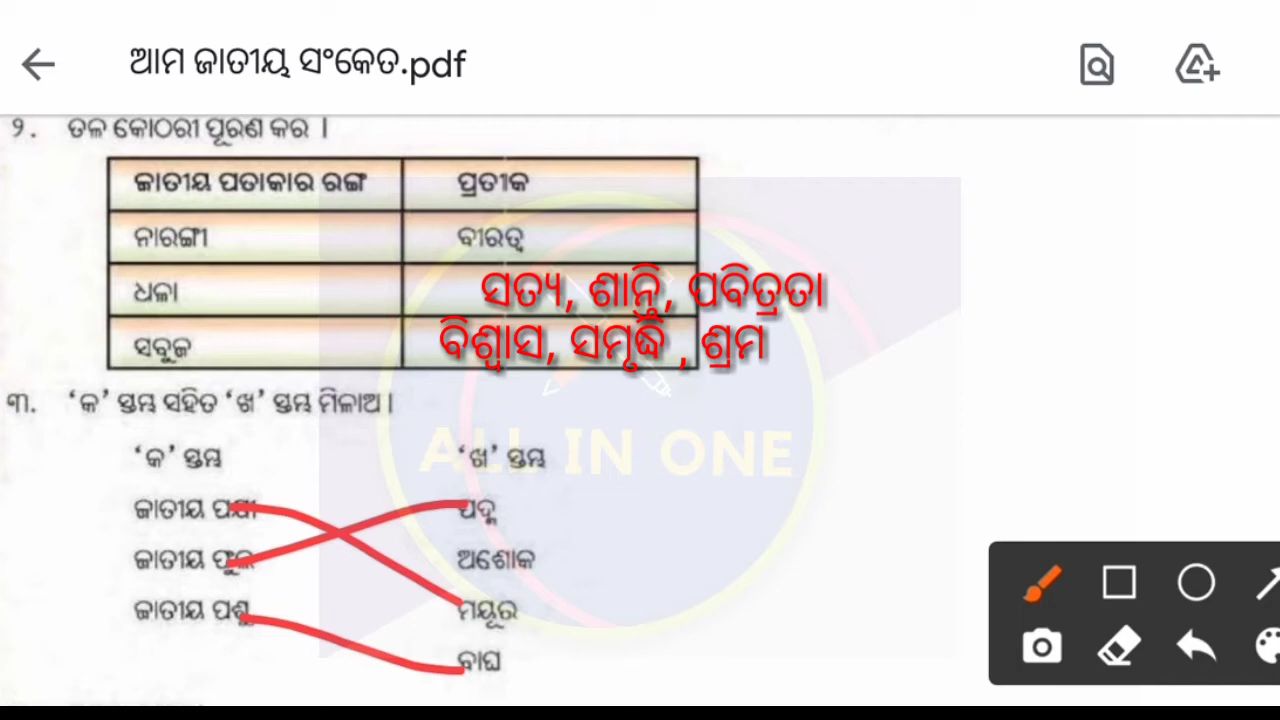 ଆମ ଜାତୀୟ ସଂକେତ.pdf
୨. ତଳ କୋଠରୀ ପୂରଣ କର ।
ଜାତୀୟ ପତାକାର ରଙ୍ଗ ପ୍ରତୀକ
ନାରଙ୍ଗୀ ବୀରତ୍ୱ
ଧଳା ସତ୍ୟ, ଶାନ୍ତି, ପବିତ୍ରତା
ସବୁଜ ବିଶ୍ୱାସ, ସମୃଦ୍ଧି , ଶ୍ରମ
୩. ‘କ’ ସ୍ତମ୍ଭ ସହିତ ‘ଖ’ ସ୍ତମ୍ଭ ମିଳାଅ ।
‘କ’ ସ୍ତମ୍ଭ ‘ଖ’ ସ୍ତମ୍ଭ
ALL IN ONE
ଜାତୀୟ ପକ୍ଷୀ ପଦ୍ମ
ଜାତୀୟ ଫୁଲ ଅଶୋକ
ଜାତୀୟ ପଶୁ ମୟୂର
ବାଘ